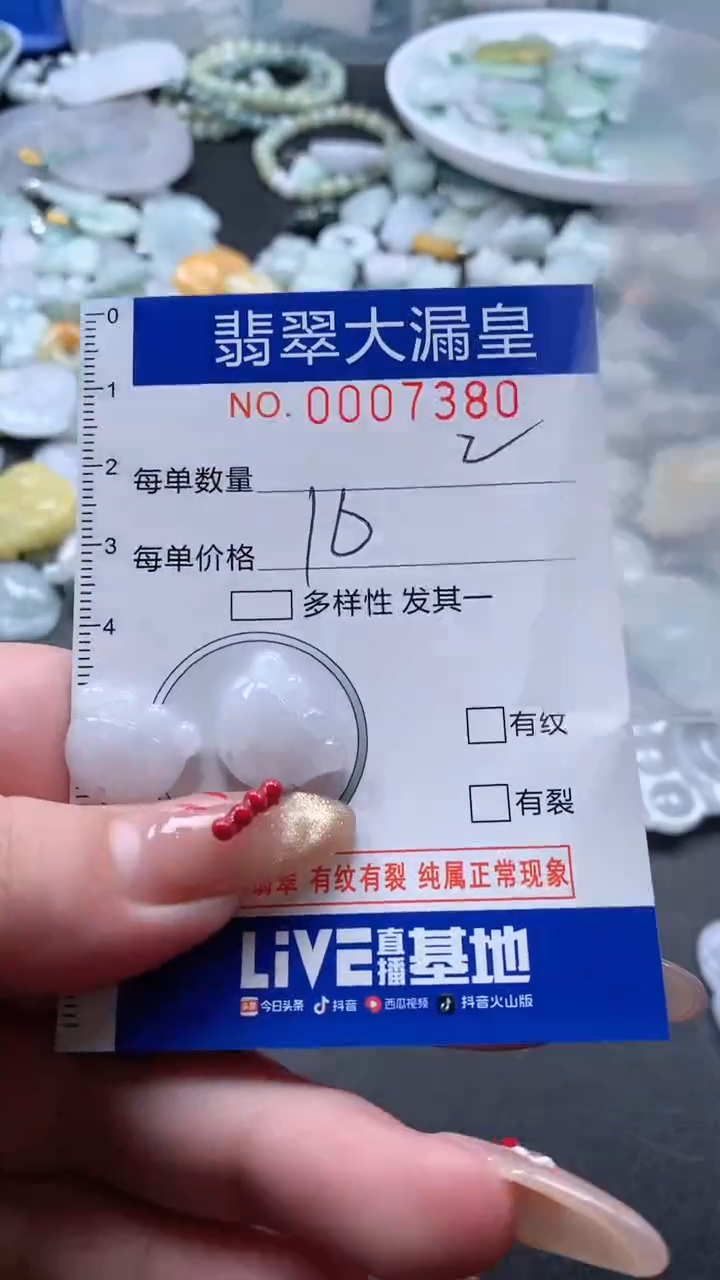 翡翠大漏皇
NO. 0007380
每单数量 2
每单价格 16
多样性 发其一
有纹
有裂
翡翠 有纹有裂 纯属正常现象
LiVE直播基地
今日头条 抖音 西瓜视频 抖音火山版
0
1
2
3
4